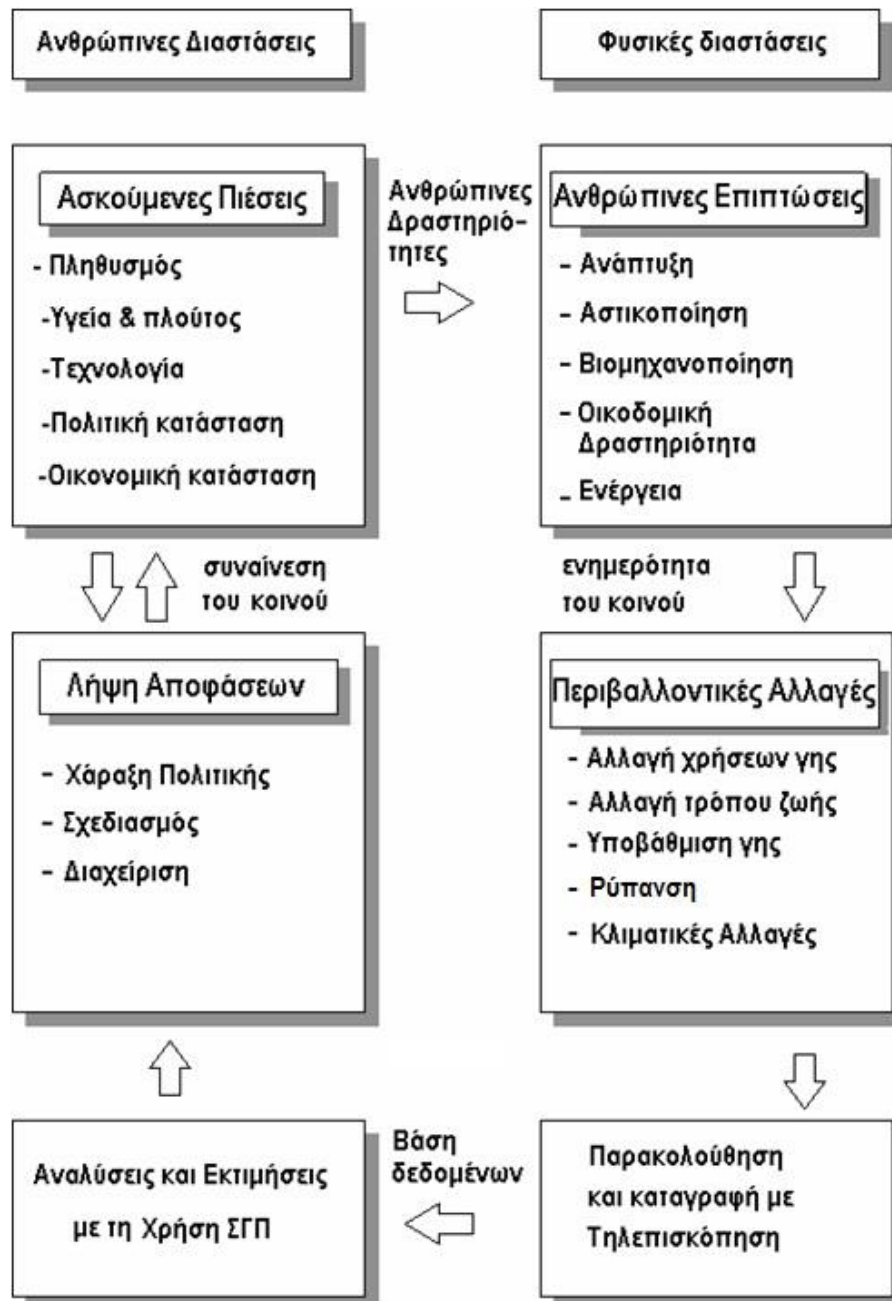 Ανθρώπινες Διαστάσεις
Φυσικές διαστάσεις
Ασκούμενες Πιέσεις
- Πληθυσμός
-Υγεία & πλούτος
-Τεχνολογία
-Πολιτική κατάσταση
-Οικονομική κατάσταση
Ανθρώπινες
Δραστηριό-
τητες
Ανθρώπινες Επιπτώσεις
- Ανάπτυξη
- Αστικοποίηση
- Βιομηχανοποίηση
- Οικοδομική
Δραστηριότητα
- Ενέργεια
συναίνεση
του κοινού
ενημερότητα
του κοινού
Λήψη Αποφάσεων
- Χάραξη Πολιτικής
- Σχεδιασμός
- Διαχείριση
Περιβαλλοντικές Αλλαγές
- Αλλαγή χρήσεων γης
- Αλλαγή τρόπου ζωής
- Υποβάθμιση γης
- Ρύπανση
- Κλιματικές Αλλαγές
Αναλύσεις και Εκτιμήσεις
με τη Χρήση ΣΓΠ
Βάση
δεδομένων
Παρακολούθηση
και καταγραφή με
Τηλεπισκόπηση